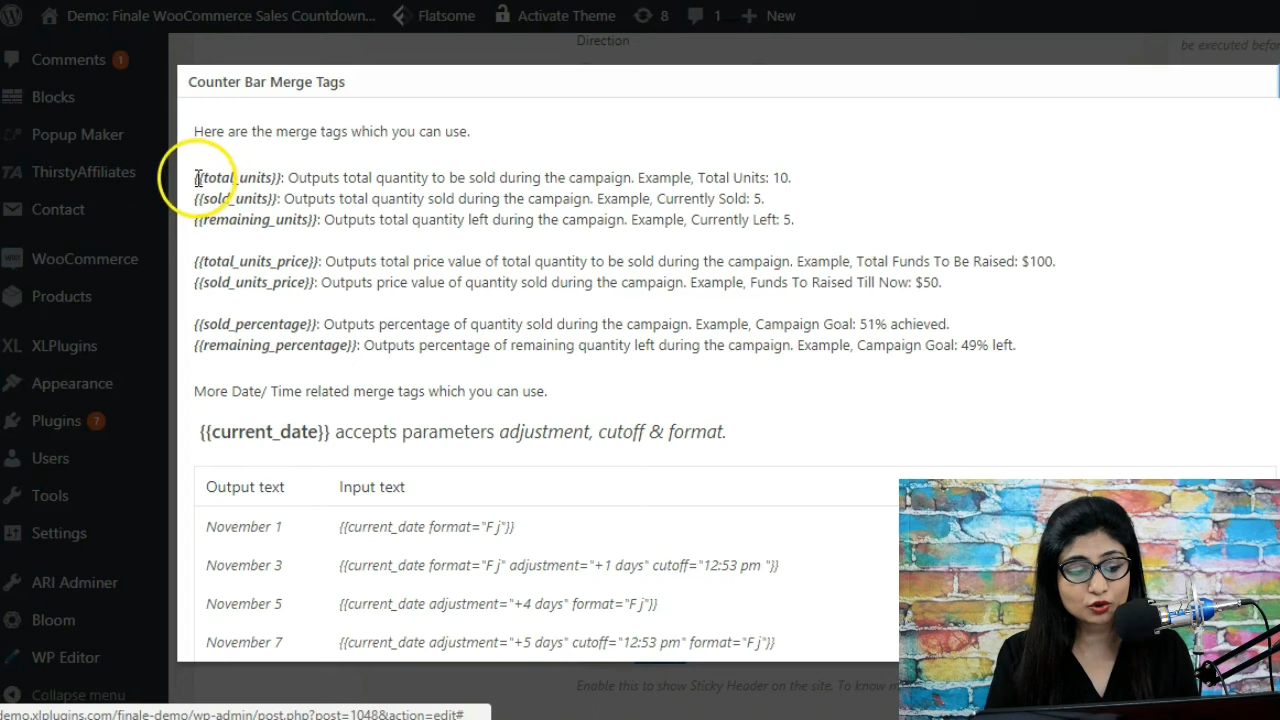 Demo: Finale WooCommerce Sales Countdown... Flatsome Activate Theme 8 1 New
Direction
be executed befor
Comments 1
Blocks
Popup Maker
TA ThirstyAffiliates
Contact
WooCommerce
Products
XL XLPlugins
Appearance
Plugins 7
Users
Tools
Settings
ARI Adminer
Bloom
WP Editor
Collapse menu
Counter Bar Merge Tags
Here are the merge tags which you can use.
{{total_units}}: Outputs total quantity to be sold during the campaign. Example, Total Units: 10.
{{sold_units}}: Outputs total quantity sold during the campaign. Example, Currently Sold: 5.
{{remaining_units}}: Outputs total quantity left during the campaign. Example, Currently Left: 5.
{{total_units_price}}: Outputs total price value of total quantity to be sold during the campaign. Example, Total Funds To Be Raised: $100.
{{sold_units_price}}: Outputs price value of quantity sold during the campaign. Example, Funds To Raised Till Now: $50.
{{sold_percentage}}: Outputs percentage of quantity sold during the campaign. Example, Campaign Goal: 51% achieved.
{{remaining_percentage}}: Outputs percentage of remaining quantity left during the campaign. Example, Campaign Goal: 49% left.
More Date/ Time related merge tags which you can use.
{{current_date}} accepts parameters adjustment, cutoff & format.
Output text Input text
November 1 {{current_date format="F j"}}
November 3 {{current_date format="F j" adjustment="+1 days" cutoff="12:53 pm "}}
November 5 {{current_date adjustment="+4 days" format="F j"}}
November 7 {{current_date adjustment="+5 days" cutoff="12:53 pm" format="F j"}}
Enable this to show Sticky Header on the site. To know m
demo.xlplugins.com/finale-demo/wp-admin/post.php?post=1048&action=edit#